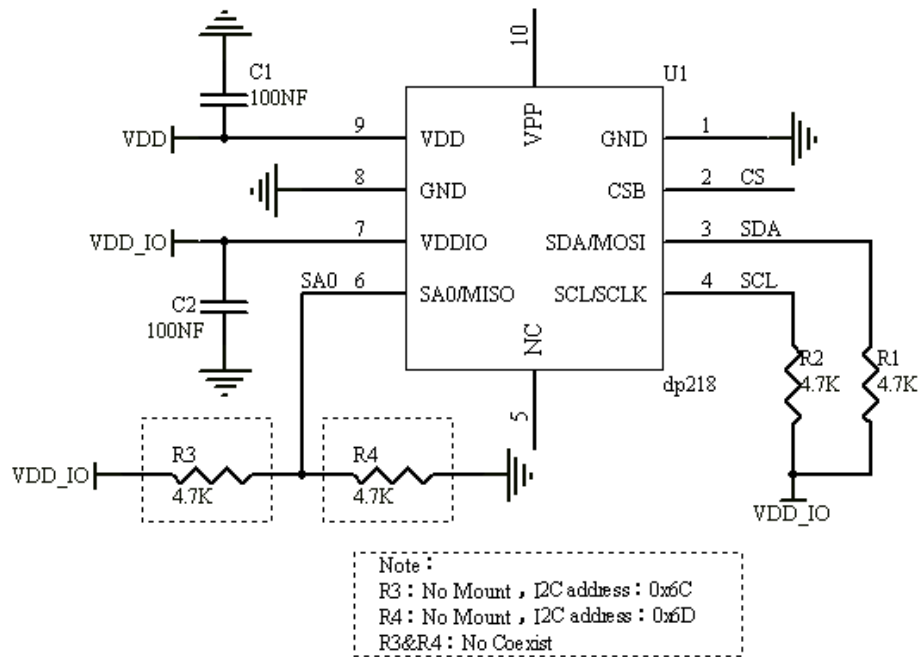 C1
100NF
VDD
9
VDD
10
VPP
U1
GND
1
8
GND
CSB
2
CS
VDD_IO
7
VDDIO
SDA/MOSI
3
SDA
SA0
6
SA0/MISO
SCL/SCLK
4
SCL
C2
100NF
NC
5
dp218
R2
4.7K
R1
4.7K
VDD_IO
R3
4.7K
R4
4.7K
VDD_IO
Note：
R3：No Mount，I2C address：0x6C
R4：No Mount，I2C address：0x6D
R3&R4：No Coexist